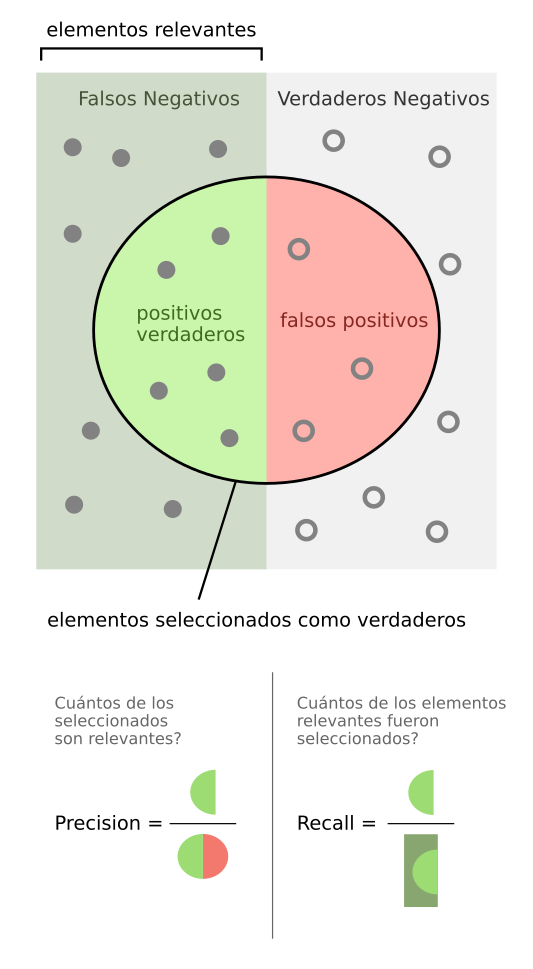 elementos relevantes
Falsos Negativos
Verdaderos Negativos
positivos
verdaderos
falsos positivos
elementos seleccionados como verdaderos
Cuántos de los
seleccionados
son relevantes?
Precision =
Cuántos de los elementos
relevantes fueron
seleccionados?
Recall =